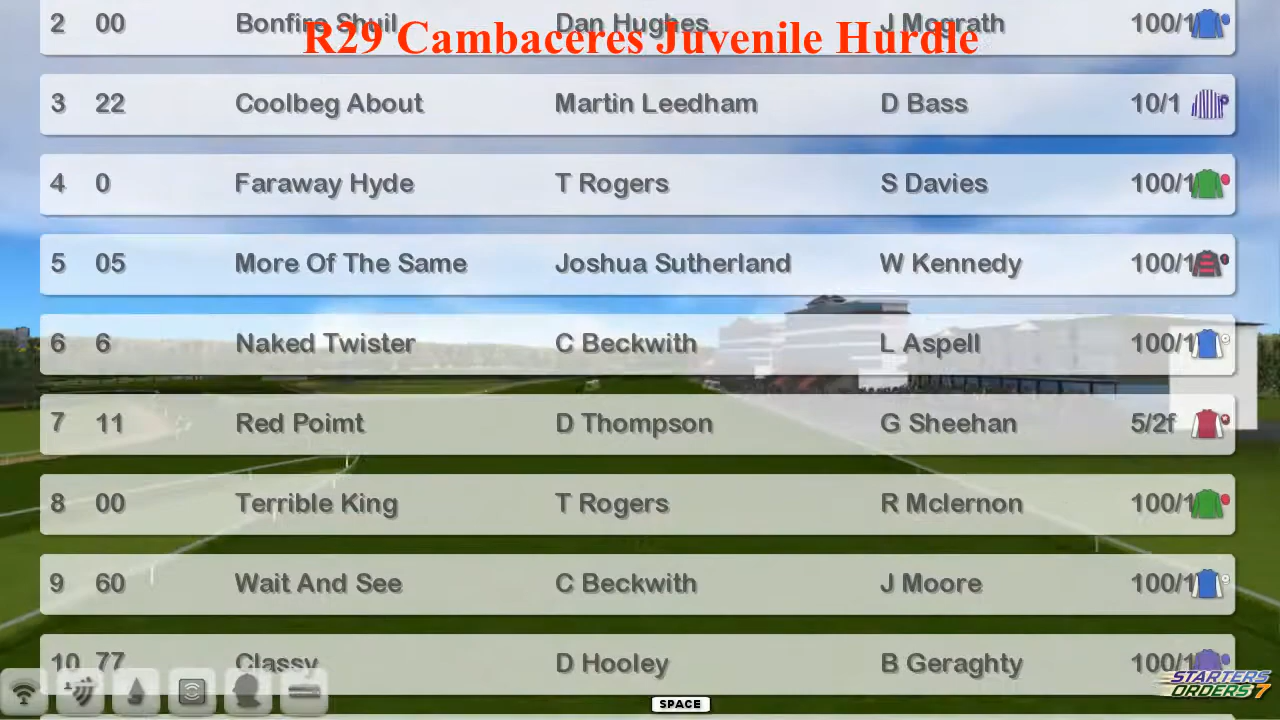 2 00 Bonfire Shuil Dan Hughes J Mcgrath 100/1
R29 Cambaceres Juvenile Hurdle
3 22 Coolbeg About Martin Leedham D Bass 10/1
4 0 Faraway Hyde T Rogers S Davies 100/1
5 05 More Of The Same Joshua Sutherland W Kennedy 100/1
6 6 Naked Twister C Beckwith L Aspell 100/1
7 11 Red Poimt D Thompson G Sheehan 5/2f
8 00 Terrible King T Rogers R Mclernon 100/1
9 60 Wait And See C Beckwith J Moore 100/1
10 77 Classy D Hooley B Geraghty 100/1
SPACE
STARTERS
ORDERS 7